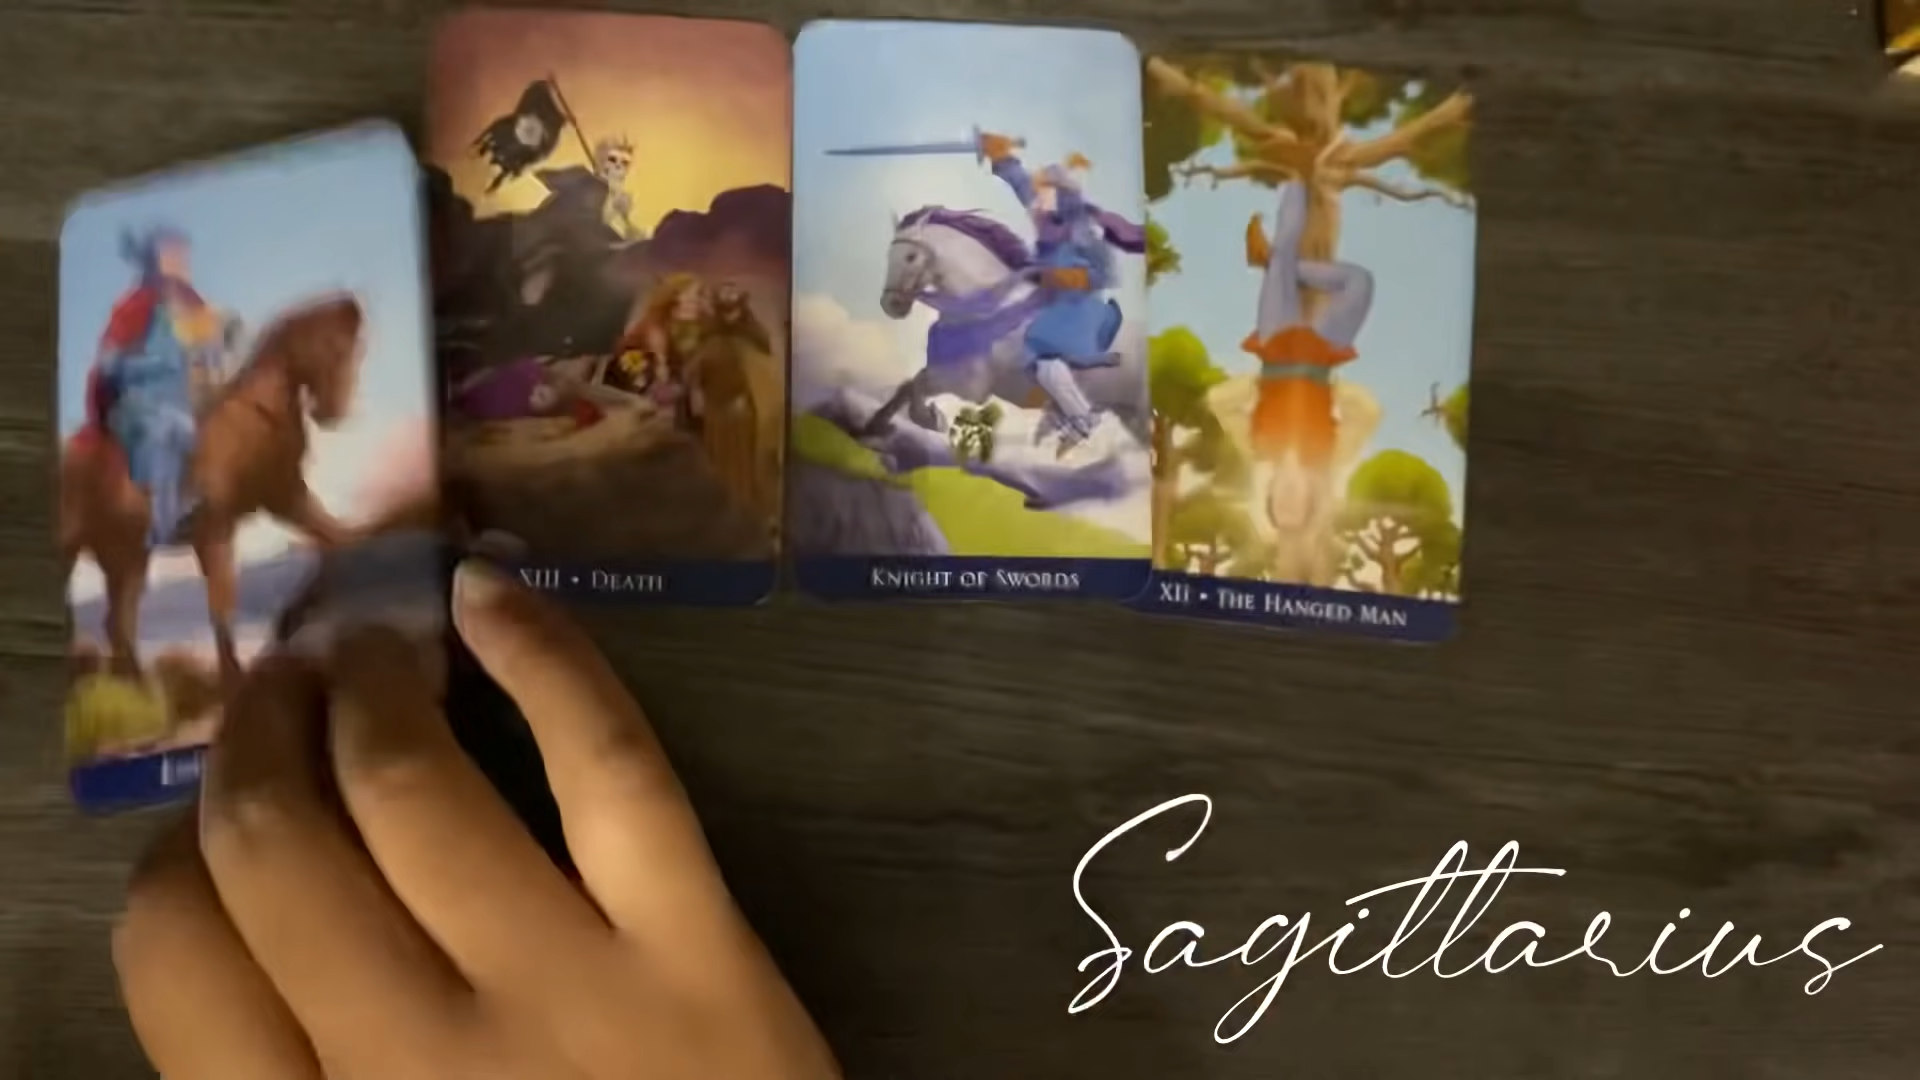 XIII • DEATH
KNIGHT OF SWORDS
XII • THE HANGED MAN
Sagittarius